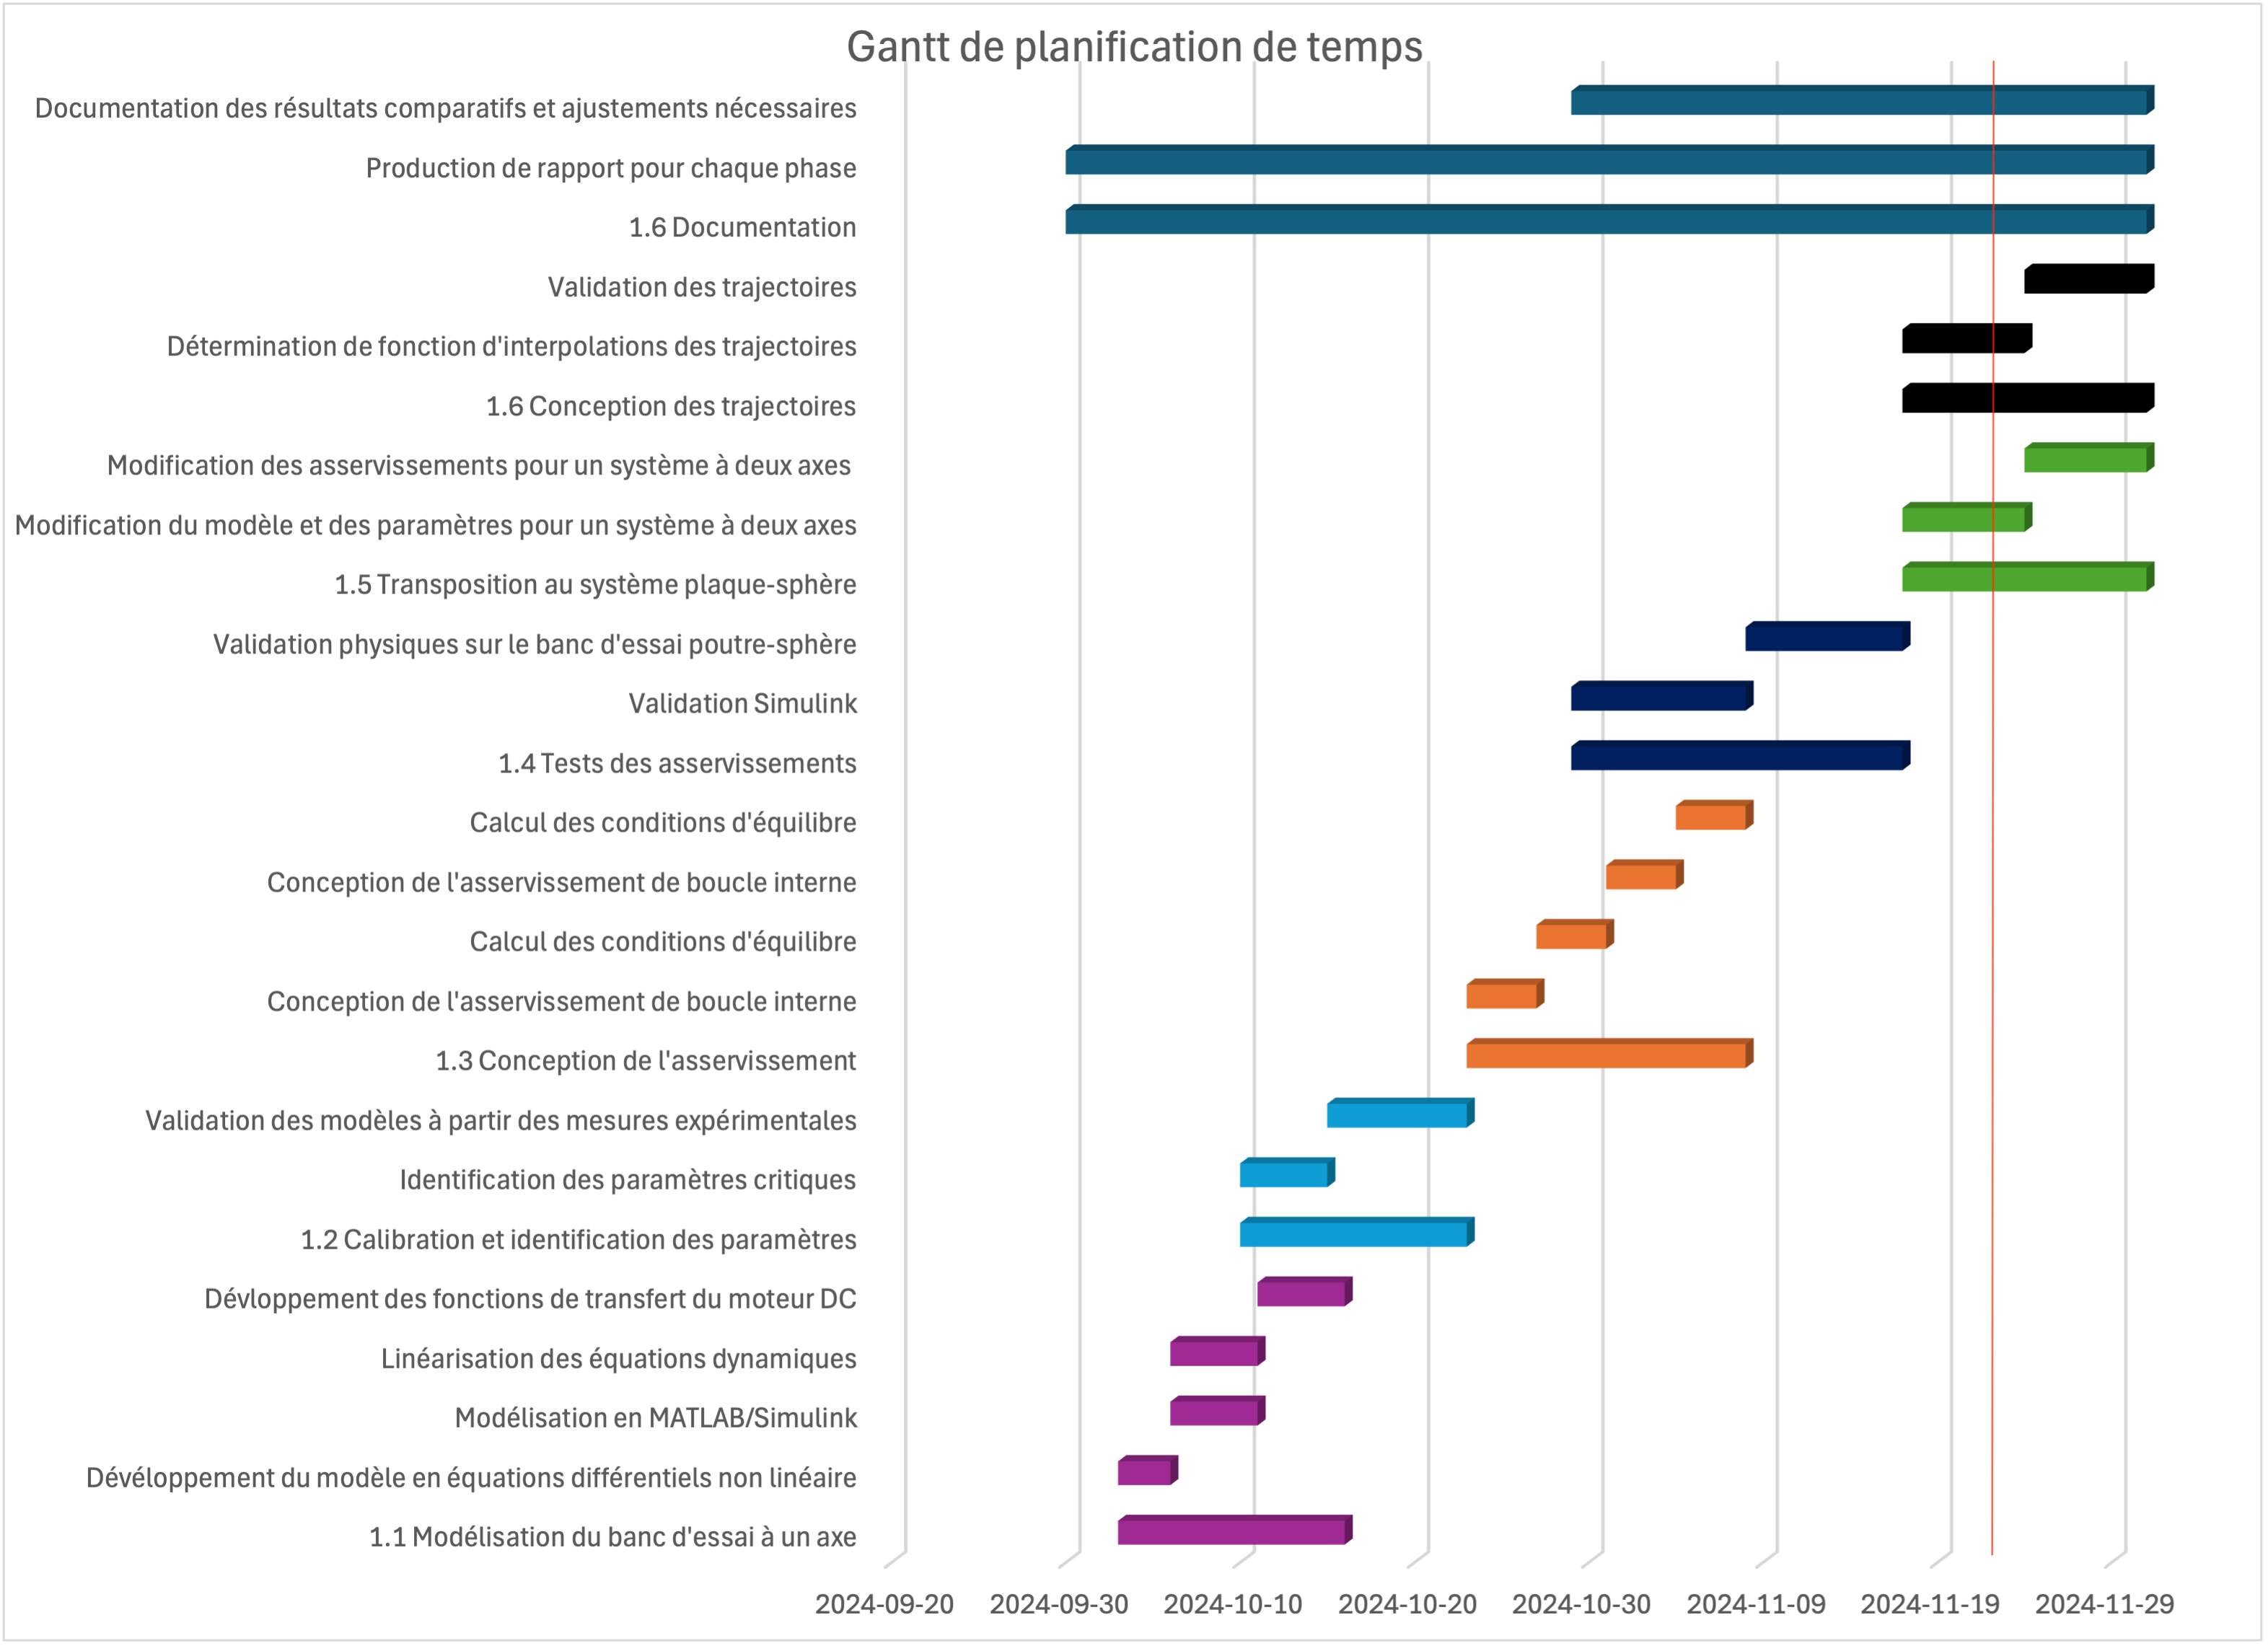 Gantt de planification de temps
Documentation des résultats comparatifs et ajustements nécessaires
Production de rapport pour chaque phase
1.6 Documentation
Validation des trajectoires
Détermination de fonction d'interpolations des trajectoires
1.6 Conception des trajectoires
Modification des asservissements pour un système à deux axes
Modification du modèle et des paramètres pour un système à deux axes
1.5 Transposition au système plaque-sphère
Validation physiques sur le banc d'essai poutre-sphère
Validation Simulink
1.4 Tests des asservissements
Calcul des conditions d'équilibre
Conception de l'asservissement de boucle interne
Calcul des conditions d'équilibre
Conception de l'asservissement de boucle interne
1.3 Conception de l'asservissement
Validation des modèles à partir des mesures expérimentales
Identification des paramètres critiques
1.2 Calibration et identification des paramètres
Dévloppement des fonctions de transfert du moteur DC
Linéarisation des équations dynamiques
Modélisation en MATLAB/Simulink
Dévéloppement du modèle en équations différentiels non linéaire
1.1 Modélisation du banc d'essai à un axe
2024-09-20 2024-09-30 2024-10-10 2024-10-20 2024-10-30 2024-11-09 2024-11-19 2024-11-29